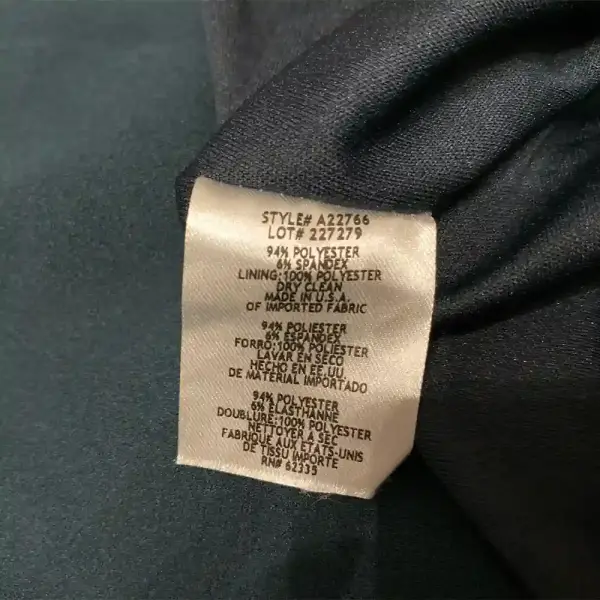 STYLE# A22766
LOT# 227279
94% POLYESTER
6% SPANDEX
LINING:100% POLYESTER
DRY CLEAN
MADE IN U.S.A.
OF IMPORTED FABRIC
94% POLIESTER
6% ESPANDEX
FORRO:100% POLIESTER
LAVAR EN SECO
HECHO EN EE.UU.
DE MATERIAL IMPORTADO
94% POLYESTER
6% ELASTHANNE
DOUBLURE:100% POLYESTER
NETTOYER A SEC
FABRIQUE AUX ETATS-UNIS
DE TISSU IMPORTE
RN# 62335